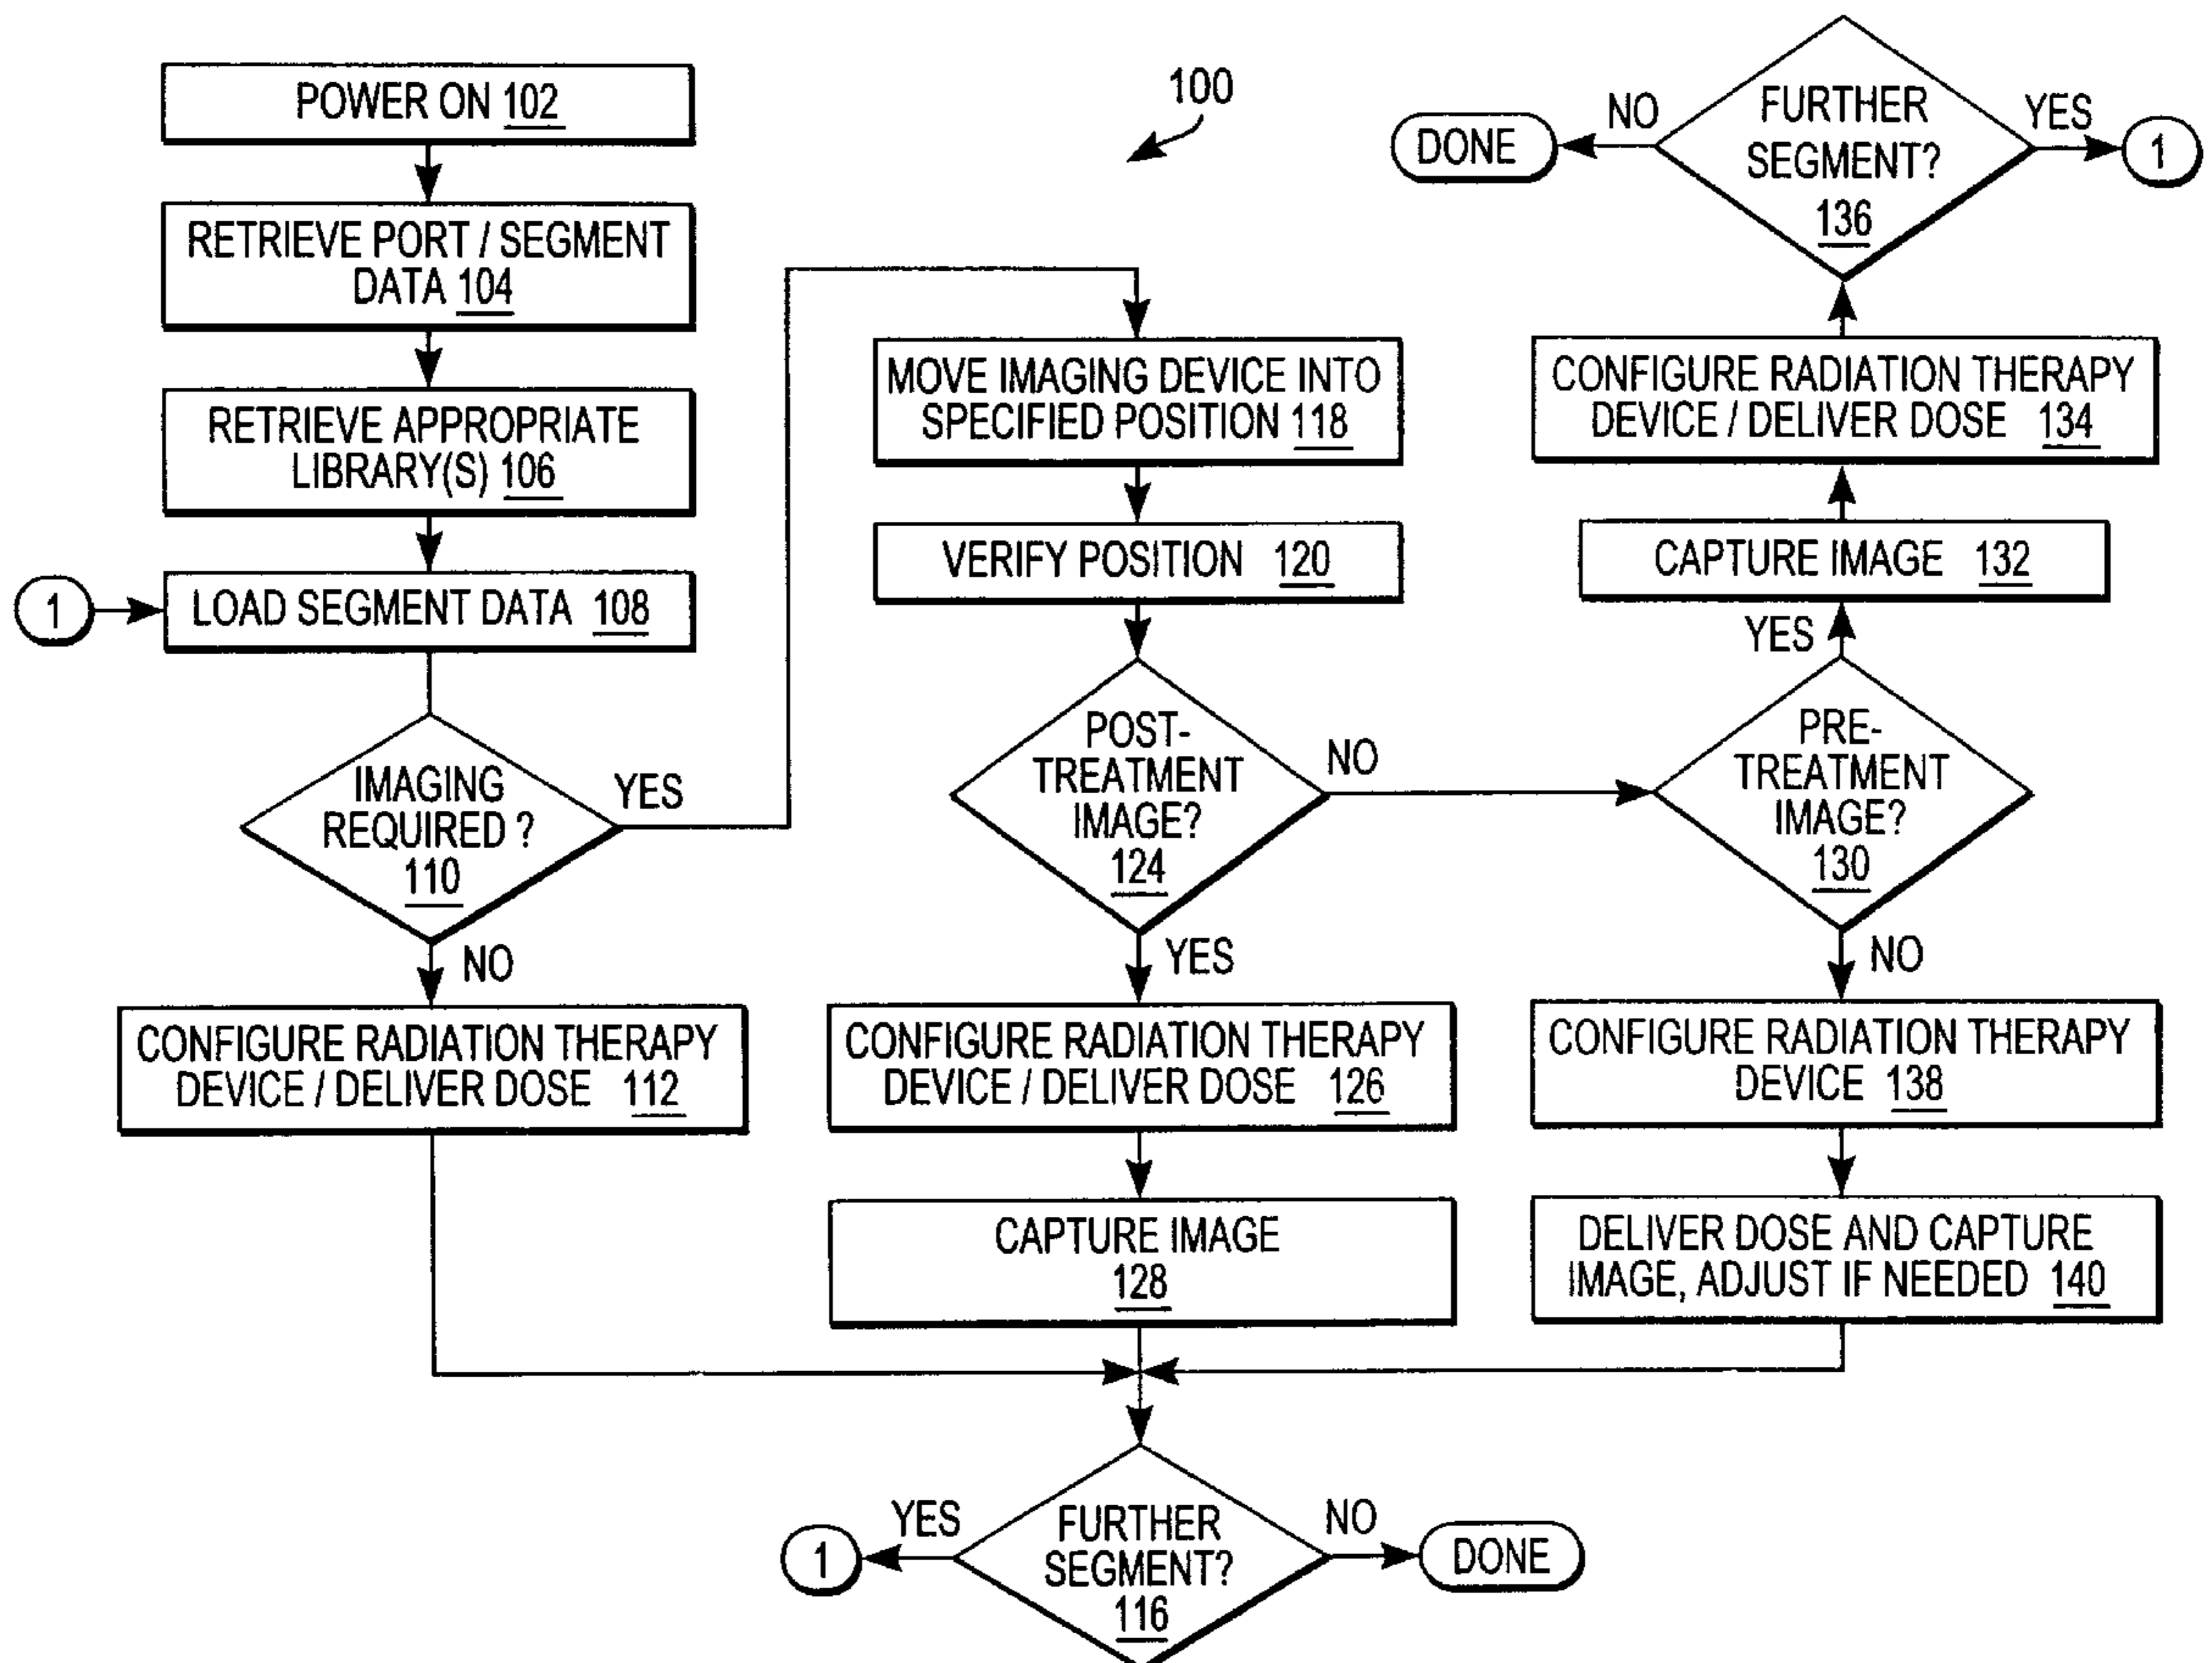 100
POWER ON 102
RETRIEVE PORT / SEGMENT
DATA 104
RETRIEVE APPROPRIATE
LIBRARY(S) 106
1
LOAD SEGMENT DATA 108
IMAGING
REQUIRED ?
110
YES
NO
CONFIGURE RADIATION THERAPY
DEVICE / DELIVER DOSE 112
MOVE IMAGING DEVICE INTO
SPECIFIED POSITION 118
VERIFY POSITION 120
POST-
TREATMENT
IMAGE?
124
NO
YES
CONFIGURE RADIATION THERAPY
DEVICE / DELIVER DOSE 126
CAPTURE IMAGE
128
FURTHER
SEGMENT?
116
YES
1
NO
DONE
FURTHER
SEGMENT?
136
NO
DONE
YES
1
CONFIGURE RADIATION THERAPY
DEVICE / DELIVER DOSE 134
CAPTURE IMAGE 132
YES
PRE-
TREATMENT
IMAGE?
130
NO
CONFIGURE RADIATION THERAPY
DEVICE 138
DELIVER DOSE AND CAPTURE
IMAGE, ADJUST IF NEEDED 140